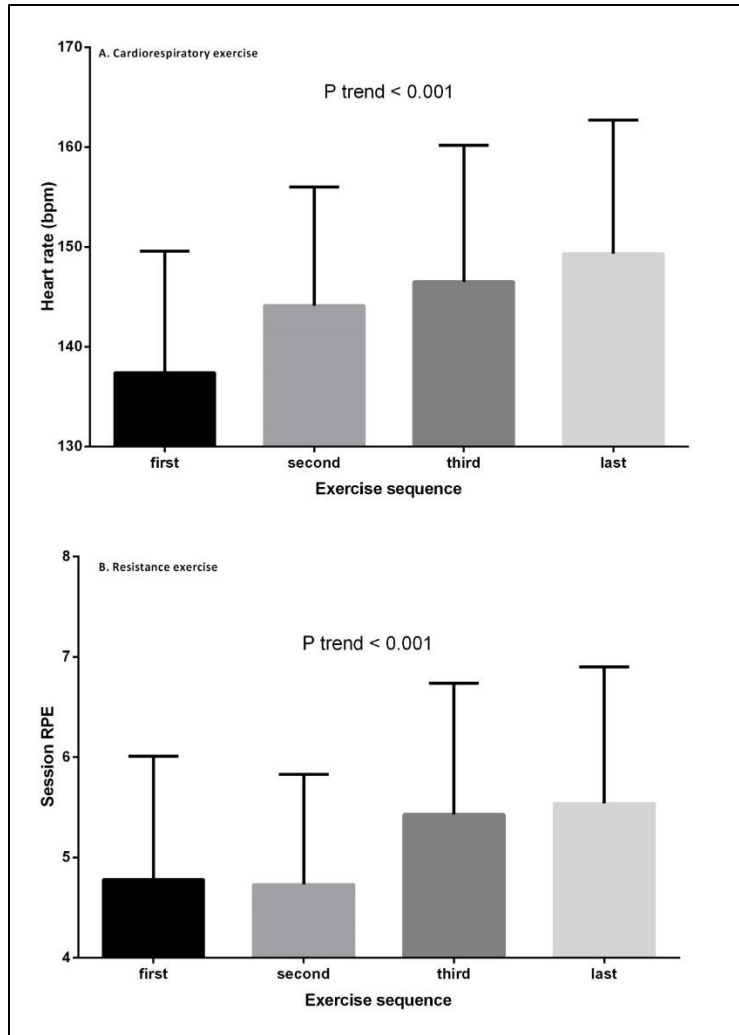 A. Cardiorespiratory exercise
P trend < 0.001
Heart rate (bpm)
170
160
150
140
130
first second third last
Exercise sequence
B. Resistance exercise
P trend < 0.001
Session RPE
8
7
6
5
4
first second third last
Exercise sequence